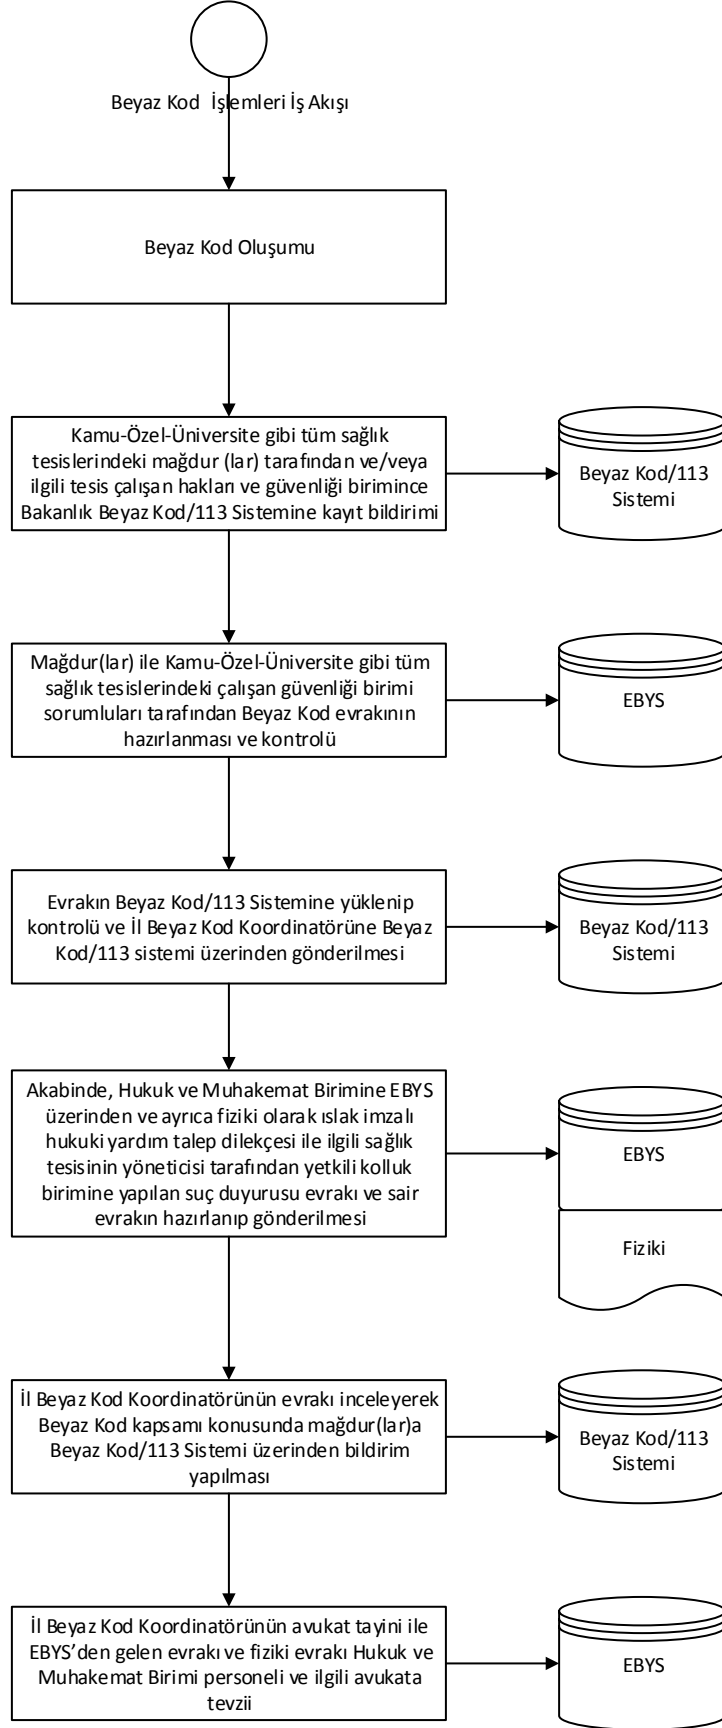 Beyaz Kod İşlemleri İş Akışı
Beyaz Kod Oluşumu
Kamu-Özel-Üniversite gibi tüm sağlık
tesislerindeki mağdur (lar) tarafından ve/veya
ilgili tesis çalışan hakları ve güvenliği birimince
Bakanlık Beyaz Kod/113 Sistemine kayıt bildirimi
Beyaz Kod/113
Sistemi
Mağdur(lar) ile Kamu-Özel-Üniversite gibi tüm
sağlık tesislerindeki çalışan güvenliği birimi
sorumluları tarafından Beyaz Kod evrakının
hazırlanması ve kontrolü
EBYS
Evrakın Beyaz Kod/113 Sistemine yüklenip
kontrolü ve İl Beyaz Kod Koordinatörüne Beyaz
Kod/113 sistemi üzerinden gönderilmesi
Beyaz Kod/113
Sistemi
Akabinde, Hukuk ve Muhakemat Birimine EBYS
üzerinden ve ayrıca fiziki olarak ıslak imzalı
hukuki yardım talep dilekçesi ile ilgili sağlık
tesisinin yöneticisi tarafından yetkili kolluk
birimine yapılan suç duyurusu evrakı ve sair
evrakın hazırlanıp gönderilmesi
EBYS
Fiziki
İl Beyaz Kod Koordinatörünün evrakı inceleyerek
Beyaz Kod kapsamı konusunda mağdur(lar)a
Beyaz Kod/113 Sistemi üzerinden bildirim
yapılması
Beyaz Kod/113
Sistemi
İl Beyaz Kod Koordinatörünün avukat tayini ile
EBYS’den gelen evrakı ve fiziki evrakı Hukuk ve
Muhakemat Birimi personeli ve ilgili avukata
tevzii
EBYS